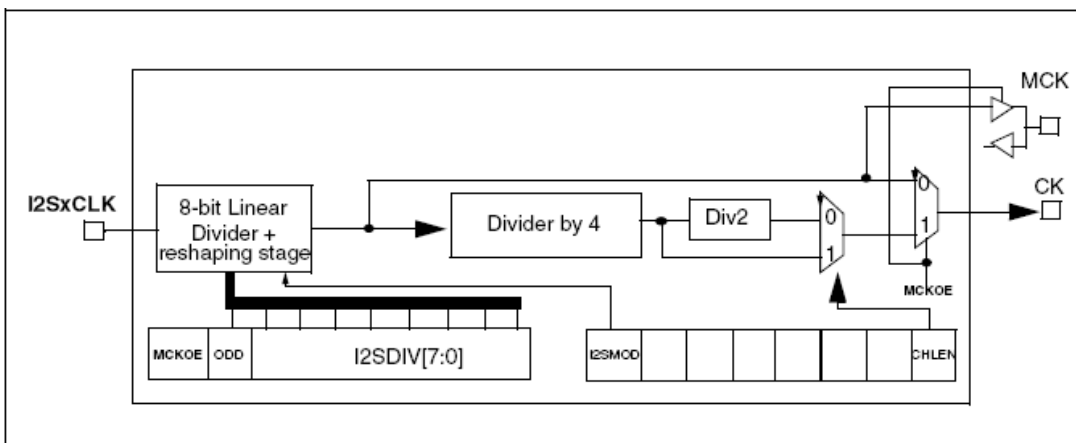 MCK
I2SxCLK
8-bit Linear
Divider +
reshaping stage
Divider by 4
Div2
0
1
0
1
CK
MCKOE
MCKOE
ODD
I2SDIV[7:0]
I2SMOD
CHLEN